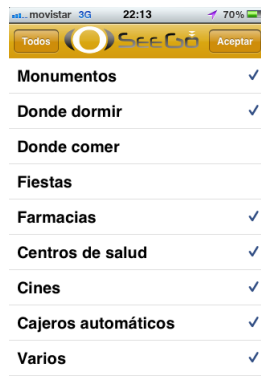 movistar 3G 22:13 70%
Todos SeeGo Aceptar
Monumentos
Donde dormir
Donde comer
Fiestas
Farmacias
Centros de salud
Cines
Cajeros automáticos
Varios